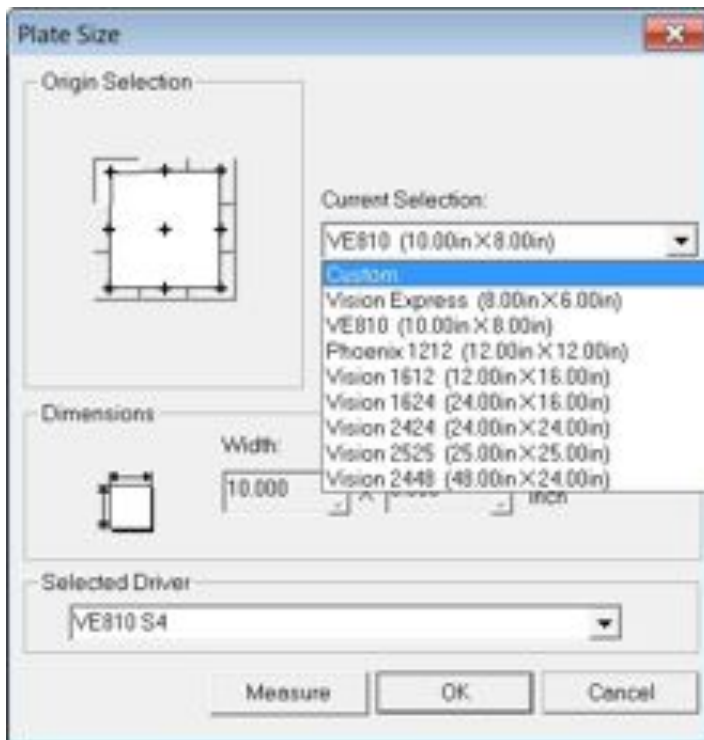 Plate Size
Origin Selection
Current Selection:
VE810 (10.00in×8.00in)
Custom
Vision Express (8.00in×6.00in)
VE810 (10.00in×8.00in)
Phoenix 1212 (12.00in×12.00in)
Vision 1612 (12.00in×16.00in)
Vision 1624 (24.00in×16.00in)
Vision 2424 (24.00in×24.00in)
Vision 2525 (25.00in×25.00in)
Vision 2448 (48.00in×24.00in)
Dimensions
Width:
10.000 × inch
Selected Driver
VE810 S4
Measure OK Cancel